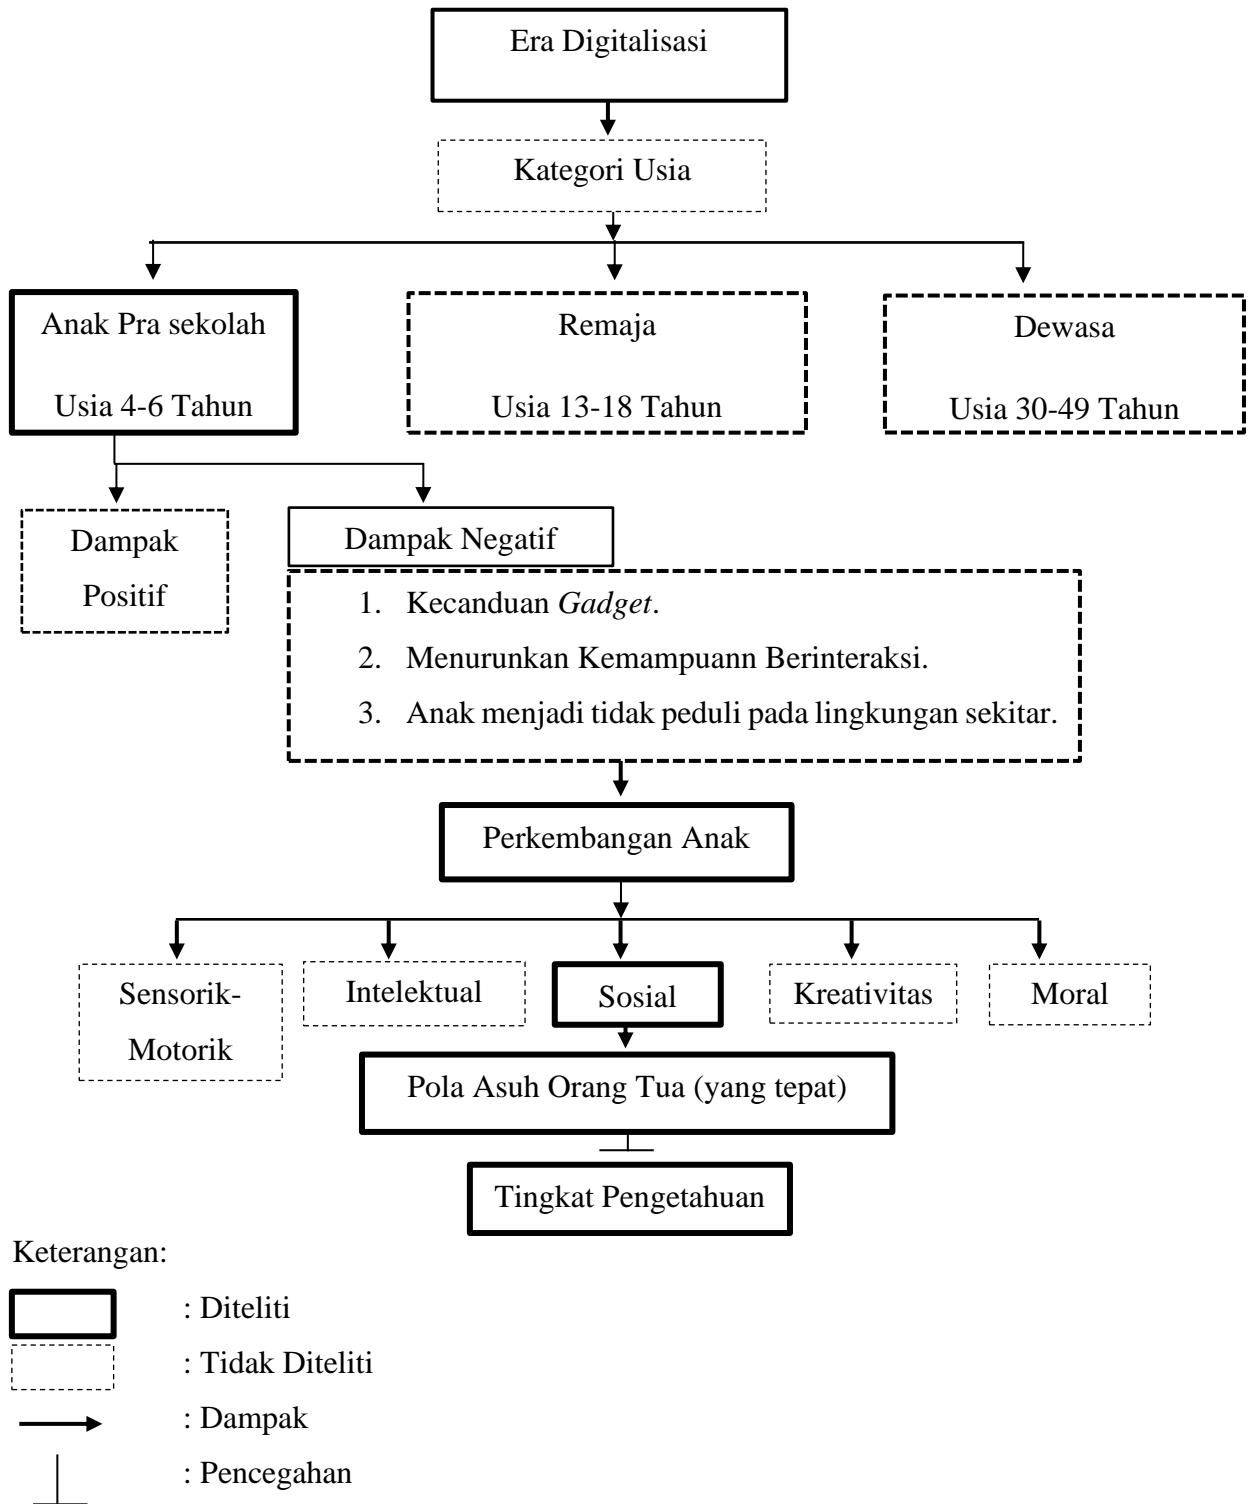 Era Digitalisasi
Kategori Usia
Anak Pra sekolah
Usia 4-6 Tahun
Remaja
Usia 13-18 Tahun
Dewasa
Usia 30-49 Tahun
Dampak
Positif
Dampak Negatif
1. Kecanduan Gadget.
2. Menurunkan Kemampuann Berinteraksi.
3. Anak menjadi tidak peduli pada lingkungan sekitar.
Perkembangan Anak
Sensorik-
Motorik
Intelektual
Sosial
Kreativitas
Moral
Pola Asuh Orang Tua (yang tepat)
Tingkat Pengetahuan
Keterangan:
: Diteliti
: Tidak Diteliti
: Dampak
: Pencegahan